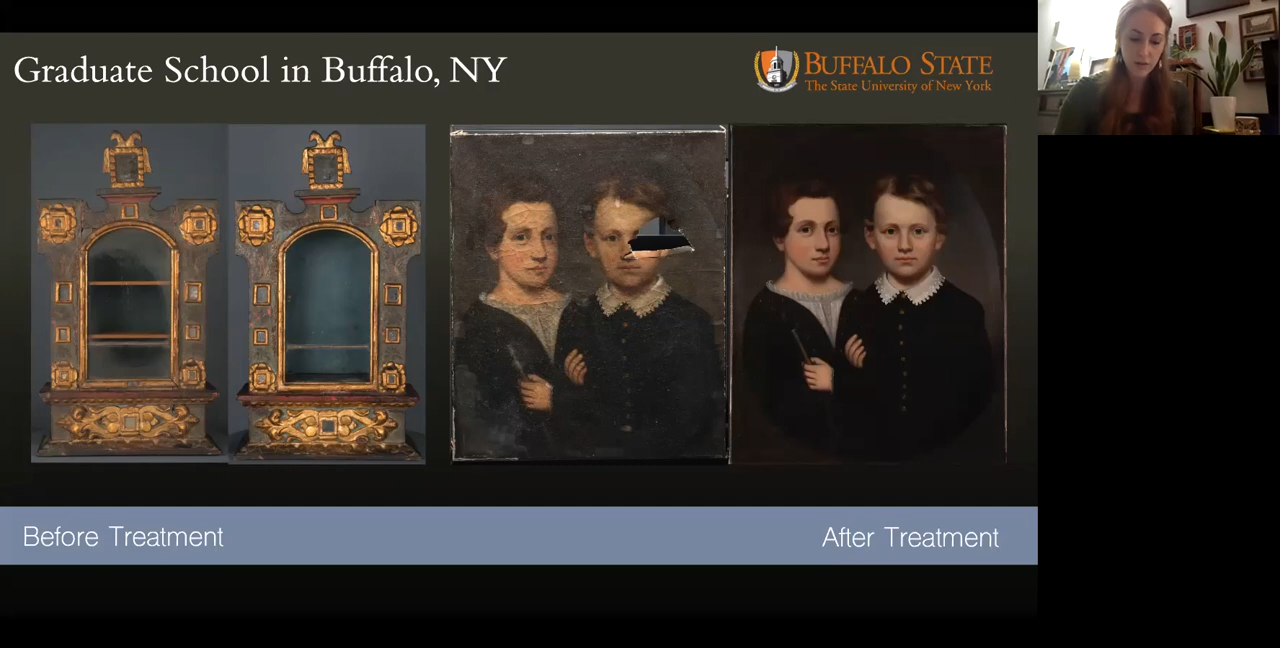 Graduate School in Buffalo, NY
BUFFALO STATE
The State University of New York
Before Treatment
After Treatment